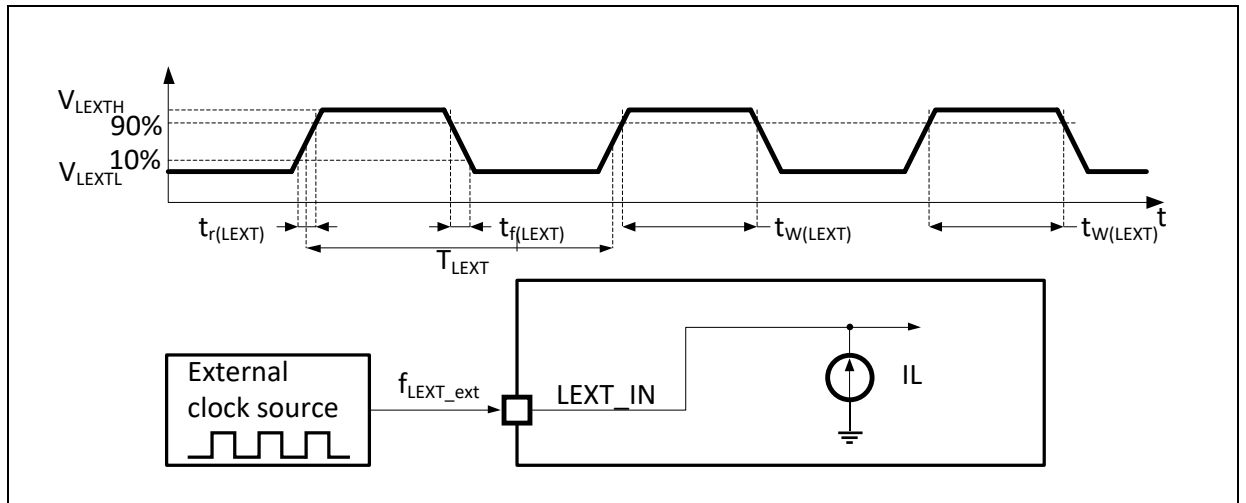 V_LEXTH
90%
10%
V_LEXTL
t
t_r(LEXT)
t_f(LEXT)
t_W(LEXT)
t_W(LEXT)
T_LEXT
External
clock source
f_LEXT_ext
LEXT_IN
IL